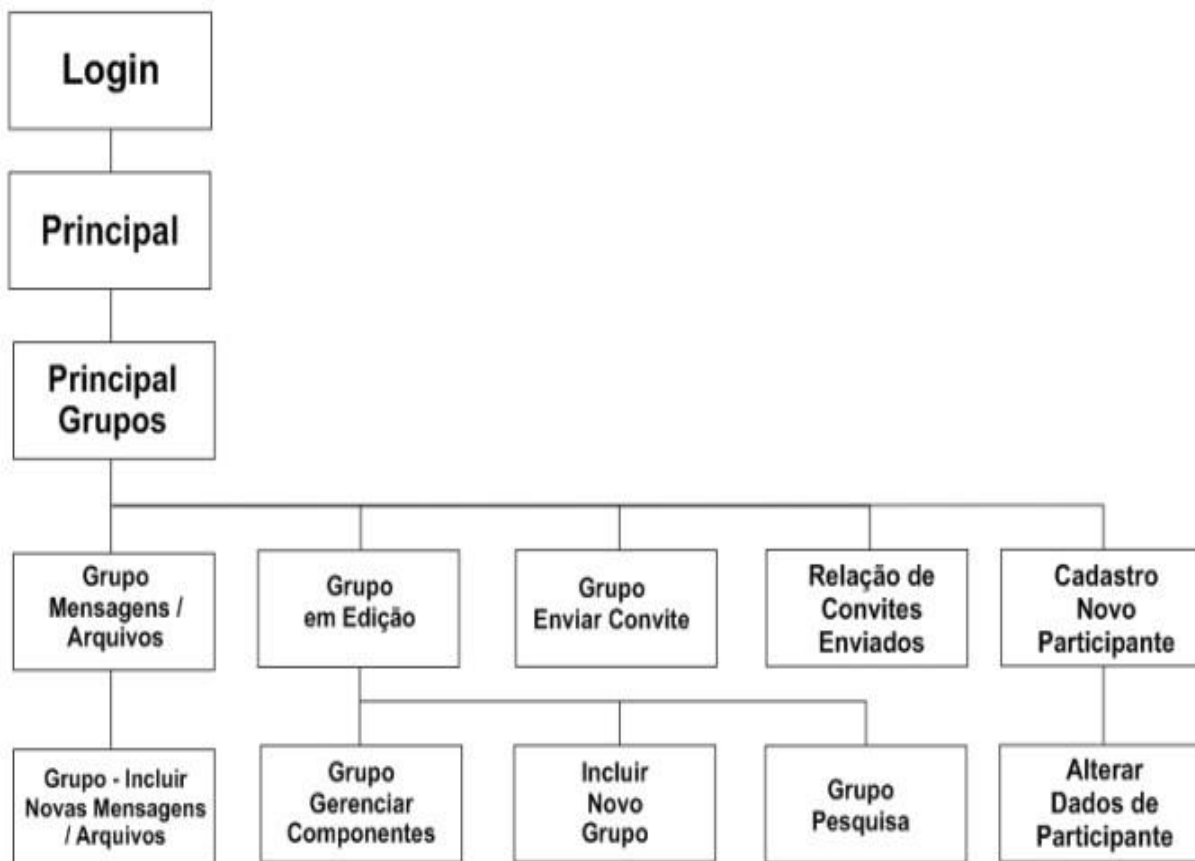 Login
Principal
Principal
Grupos
Grupo
Mensagens /
Arquivos
Grupo
em Edição
Grupo
Enviar Convite
Relação de
Convites
Enviados
Cadastro
Novo
Participante
Grupo - Incluir
Novas Mensagens
/ Arquivos
Grupo
Gerenciar
Componentes
Incluir
Novo
Grupo
Grupo
Pesquisa
Alterar
Dados de
Participante